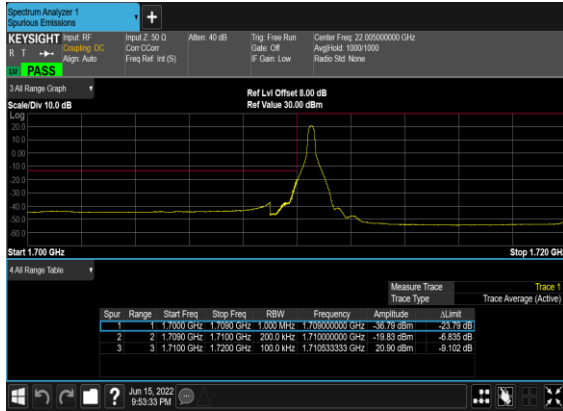 Spectrum Analyzer 1
Spurious Emissions
KEYSIGHT Input: RF Input Z: 50 Ω Atten: 40 dB Trig: Free Run Center Freq: 22.005000000 GHz
R T Coupling: DC Corr CCorr Gate: Off Avg|Hold: 1000/1000
Align: Auto Freq Ref: Int (S) IF Gain: Low Radio Std: None
PASS
3 All Range Graph
Ref Lvl Offset 8.00 dB
Scale/Div 10.0 dB Ref Value 30.00 dBm
Log
20.0
10.0
0.00
-10.0
-20.0
-30.0
-40.0
-50.0
-60.0
Start 1.700 GHz Stop 1.720 GH
4 All Range Table
Measure Trace Trace 1
Trace Type Trace Average (Active)
Spur Range Start Freq Stop Freq RBW Frequency Amplitude ΔLimit
1 1 1.7000 GHz 1.7090 GHz 1.000 MHz 1.709000000 GHz -36.79 dBm -23.79 dB
2 2 1.7090 GHz 1.7100 GHz 200.0 kHz 1.710000000 GHz -19.83 dBm -6.835 dB
3 3 1.7100 GHz 1.7200 GHz 100.0 kHz 1.710533333 GHz 20.90 dBm -9.102 dB
? Jun 15, 2022
9:53:33 PM